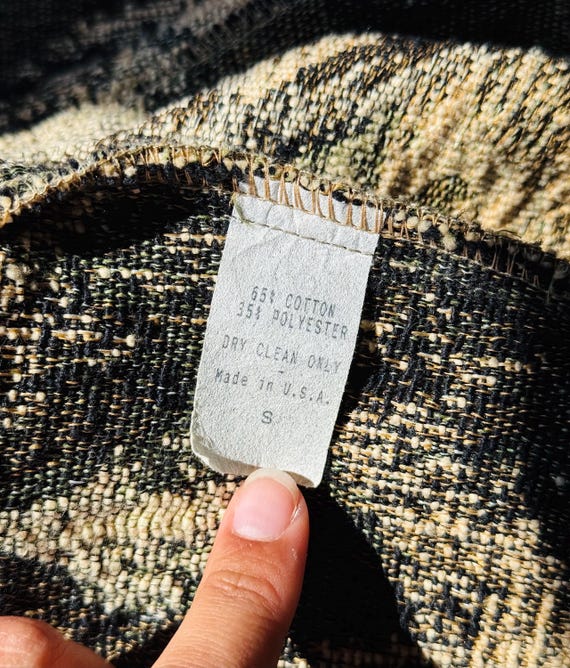 65% COTTON
35% POLYESTER
DRY CLEAN ONLY
-
Made in U.S.A.
S